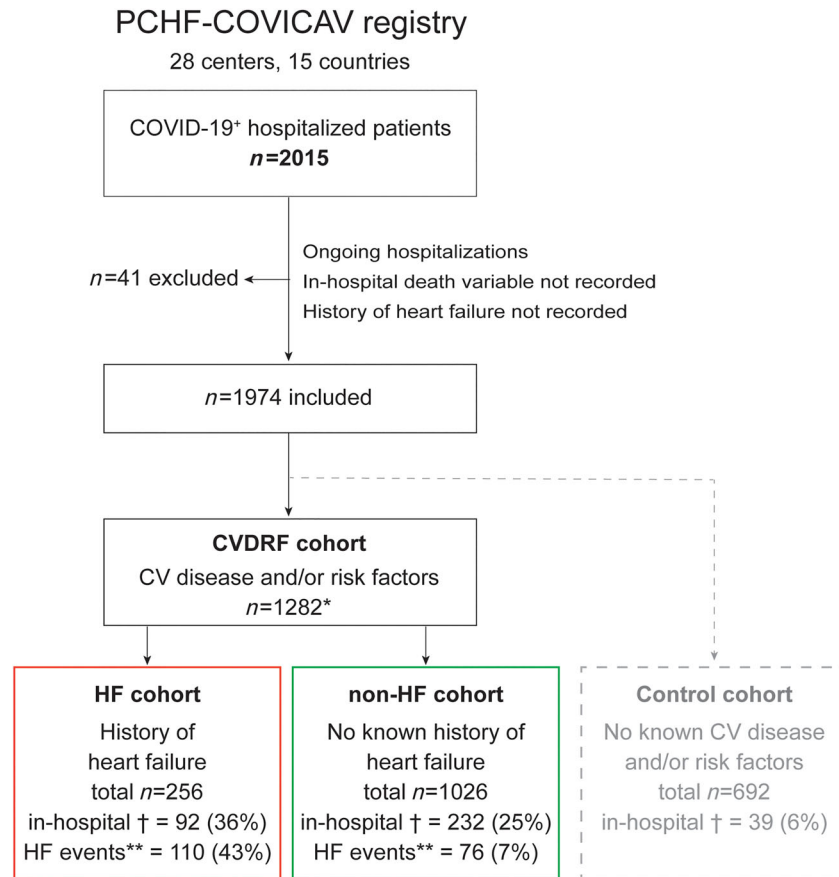 PCHF-COVICAV registry
28 centers, 15 countries
COVID-19⁺ hospitalized patients
n=2015
Ongoing hospitalizations
n=41 excluded
In-hospital death variable not recorded
History of heart failure not recorded
n=1974 included
CVDRF cohort
CV disease and/or risk factors
n=1282*
HF cohort
History of
heart failure
total n=256
in-hospital † = 92 (36%)
HF events** = 110 (43%)
non-HF cohort
No known history of
heart failure
total n=1026
in-hospital † = 232 (25%)
HF events** = 76 (7%)
Control cohort
No known CV disease
and/or risk factors
total n=692
in-hospital † = 39 (6%)